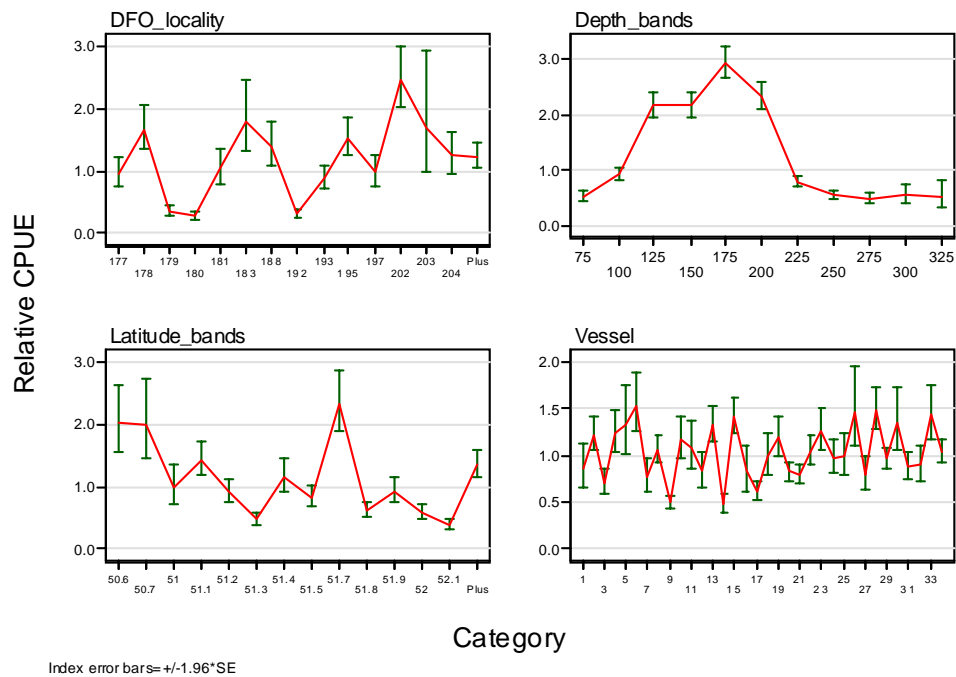 DFO_locality
3.0
2.0
1.0
0.0
177 179 181 188 193 197 203 Plus
178 180 183 192 195 202 204
Depth_bands
3.0
2.0
1.0
0.0
75 125 175 225 275 325
100 150 200 250 300
Latitude_bands
3.0
2.0
1.0
0.0
50.6 51 51.2 51.4 51.7 51.9 52.1
50.7 51.1 51.3 51.5 51.8 52 Plus
Vessel
2.0
1.5
1.0
0.5
0.0
1 5 9 13 17 21 25 29 33
3 7 11 15 19 23 27 31
Relative CPUE
Category
Index error bars=+/-1.96*SE